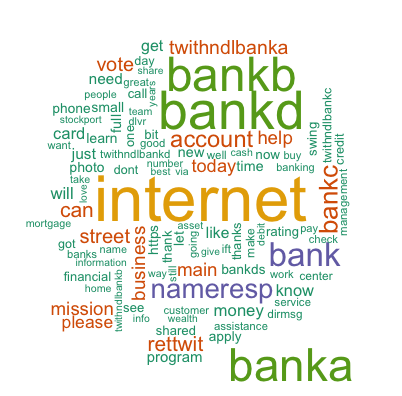 get twithndlbanka
vote day bankb
share
need great
people call years
phone small bankd
team
stockport dlvr full one bit
card good account help swing twithndlbankc
want learn
just twithndlbankd new well cash now buy credit
photo dont number time bankc
take best via today banking management
will love internet
can
mortgage street business https thank let asset like thanks make debit rating pay
got going give ift check
banks name main bank
information still bankds work center
financial way nameresp know
home twithndlbankb customer service
mission see wealth money dirmsg
please info shared assistance
rettwit apply
program banka